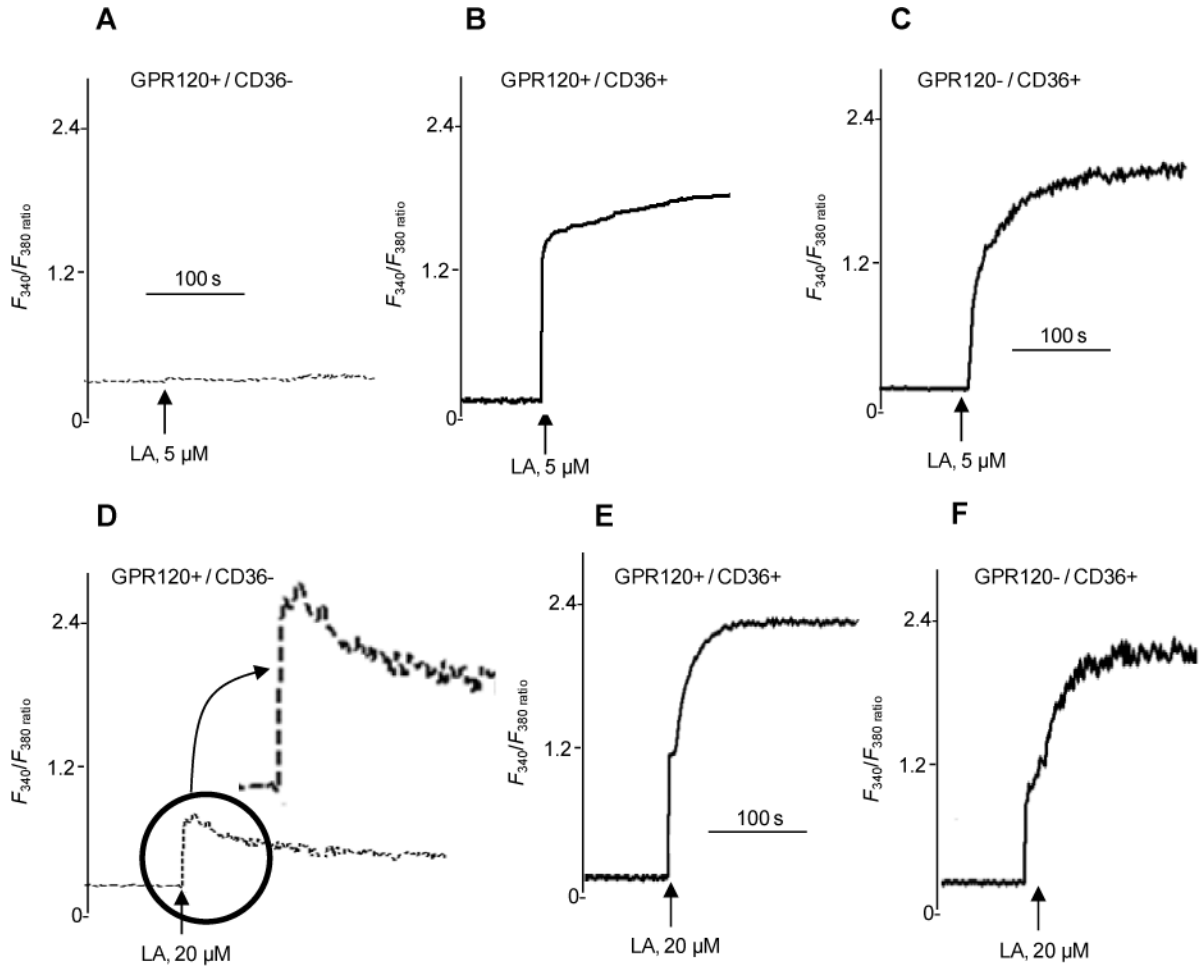 A
GPR120+ / CD36-
2.4-
1.2-
0-
F340/F380 ratio
100 s
LA, 5 µM
B
GPR120+ / CD36+
2.4-
1.2-
0-
F340/F380 ratio
LA, 5 µM
C
GPR120- / CD36+
2.4-
1.2-
0-
F340/F380 ratio
100 s
LA, 5 µM
D
GPR120+ / CD36-
2.4-
1.2-
0-
F340/F380 ratio
LA, 20 µM
E
GPR120+ / CD36+
2.4-
1.2-
0-
F340/F380 ratio
100 s
LA, 20 µM
F
GPR120- / CD36+
2.4-
1.2-
0-
F340/F380 ratio
LA, 20 µM